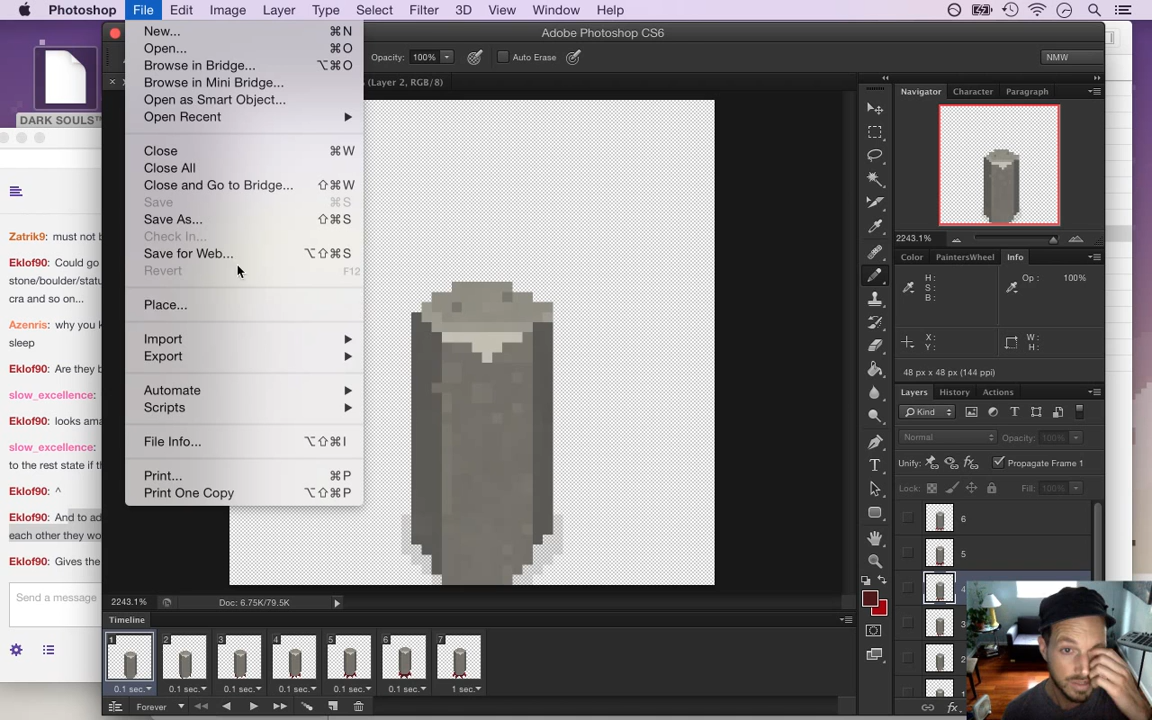 Photoshop File Edit Image Layer Type Select Filter 3D View Window Help
Adobe Photoshop CS6
New... ⌘N
Open... ⌘O
Browse in Bridge... ⌥⌘O
Browse in Mini Bridge...
Open as Smart Object...
Open Recent
Close ⌘W
Close All
Close and Go to Bridge... ⇧⌘W
Save ⌘S
Save As... ⇧⌘S
Check In...
Save for Web... ⌥⇧⌘S
Revert F12
Place...
Import
Export
Automate
Scripts
File Info... ⌥⇧⌘I
Print... ⌘P
Print One Copy ⌥⇧⌘P
Opacity: 100% Auto Erase NMW
(Layer 2, RGB/8)
DARK SOULS™
Zatrik9: must not b
Eklof90: Could go
stone/boulder/statu
cra and so on...
Azenris: why you k
sleep
Eklof90: Are they b
slow_excellence:
Eklof90: looks ama
slow_excellence:
to the rest state if th
Eklof90: ^
Eklof90: And to ad
each other they wo
Eklof90: Gives the
Send a message
Navigator Character Paragraph
2243.1%
Color PaintersWheel Info
H: Op: 100%
S:
B:
X: W:
Y: H:
48 px x 48 px (144 ppi)
Layers History Actions
Kind
Normal Opacity: 100%
Unify: Propagate Frame 1
Lock: Fill: 100%
6
5
4
3
2
1
2243.1% Doc: 6.75K/79.5K
Timeline
1 2 3 4 5 6 7
0.1 sec. 0.1 sec. 0.1 sec. 0.1 sec. 0.1 sec. 0.1 sec. 1 sec.
Forever